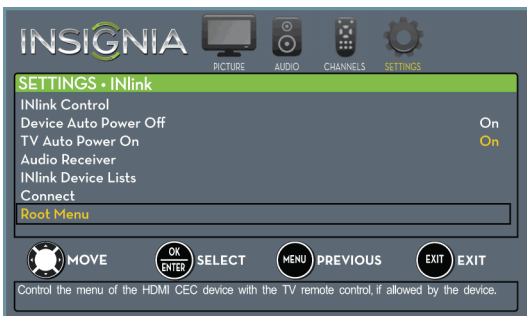 INSIGNIA
PICTURE AUDIO CHANNELS SETTINGS
SETTINGS • INlink
INlink Control
Device Auto Power Off On
TV Auto Power On On
Audio Receiver
INlink Device Lists
Connect
Root Menu
MOVE OK ENTER SELECT MENU PREVIOUS EXIT EXIT
Control the menu of the HDMI CEC device with the TV remote control, if allowed by the device.